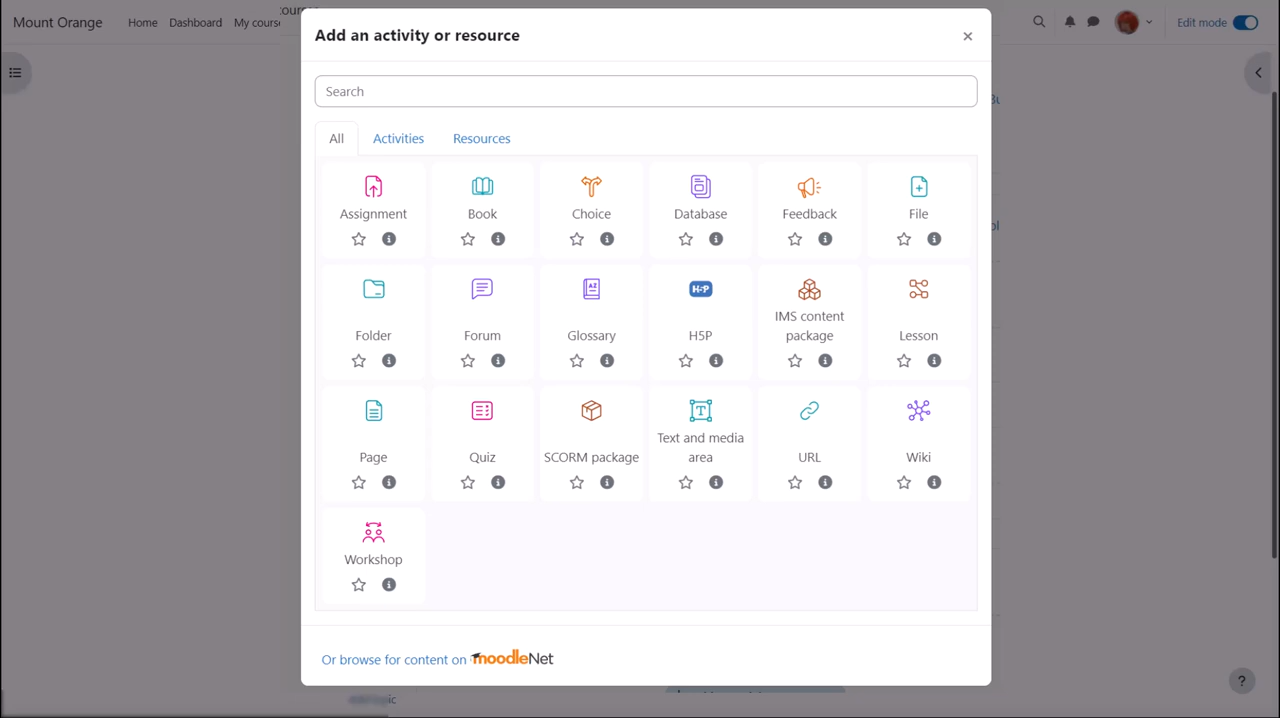 Mount Orange Home Dashboard My course Edit mode
Add an activity or resource
Search
All Activities Resources
Assignment Book Choice Database Feedback File
Folder Forum Glossary H5P IMS content package Lesson
Page Quiz SCORM package Text and media area URL Wiki
Workshop
Or browse for content on moodleNet